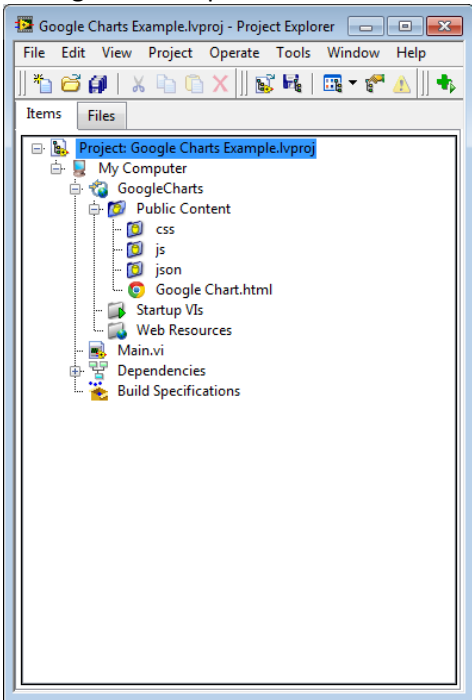 Google Charts Example.lvproj - Project Explorer
File Edit View Project Operate Tools Window Help
Items Files
Project: Google Charts Example.lvproj
My Computer
GoogleCharts
Public Content
css
js
json
Google Chart.html
Startup VIs
Web Resources
Main.vi
Dependencies
Build Specifications